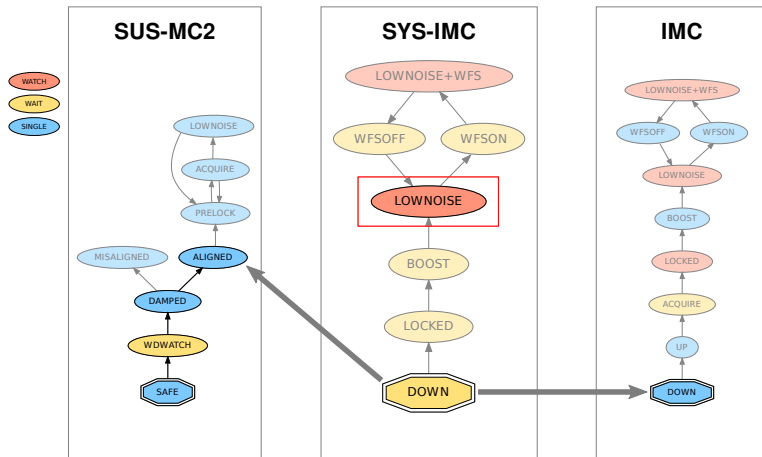 SUS-MC2
SYS-IMC
IMC
WATCH
WAIT
SINGLE
LOWNOISE
ACQUIRE
PRELOCK
MISALIGNED
ALIGNED
DAMPED
WDWATCH
SAFE
LOWNOISE+WFS
WFSOFF
WFSON
LOWNOISE
BOOST
LOCKED
DOWN
LOWNOISE+WFS
WFSOFF
WFSON
LOWNOISE
BOOST
LOCKED
ACQUIRE
UP
DOWN